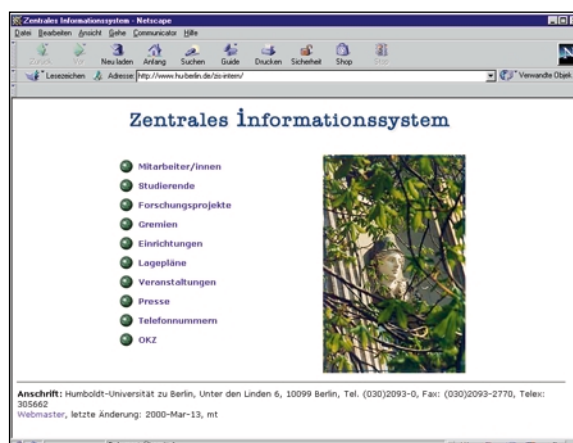 Zentrales Informationssystem - Netscape
Datei Bearbeiten Ansicht Gehe Communicator Hilfe
Zurück Vor Neu laden Anfang Suchen Guide Drucken Sicherheit Shop Stop
Lesezeichen Adresse http://www.hu-berlin.de/zis-intern/ Verwandte Objek
Zentrales informationssystem
Mitarbeiter/innen
Studierende
Forschungsprojekte
Gremien
Einrichtungen
Lagepläne
Veranstaltungen
Presse
Telefonnummern
OKZ
Anschrift: Humboldt-Universität zu Berlin, Unter den Linden 6, 10099 Berlin, Tel. (030)2093-0, Fax: (030)2093-2770, Telex:
305662
Webmaster, letzte Änderung: 2000-Mar-13, mt